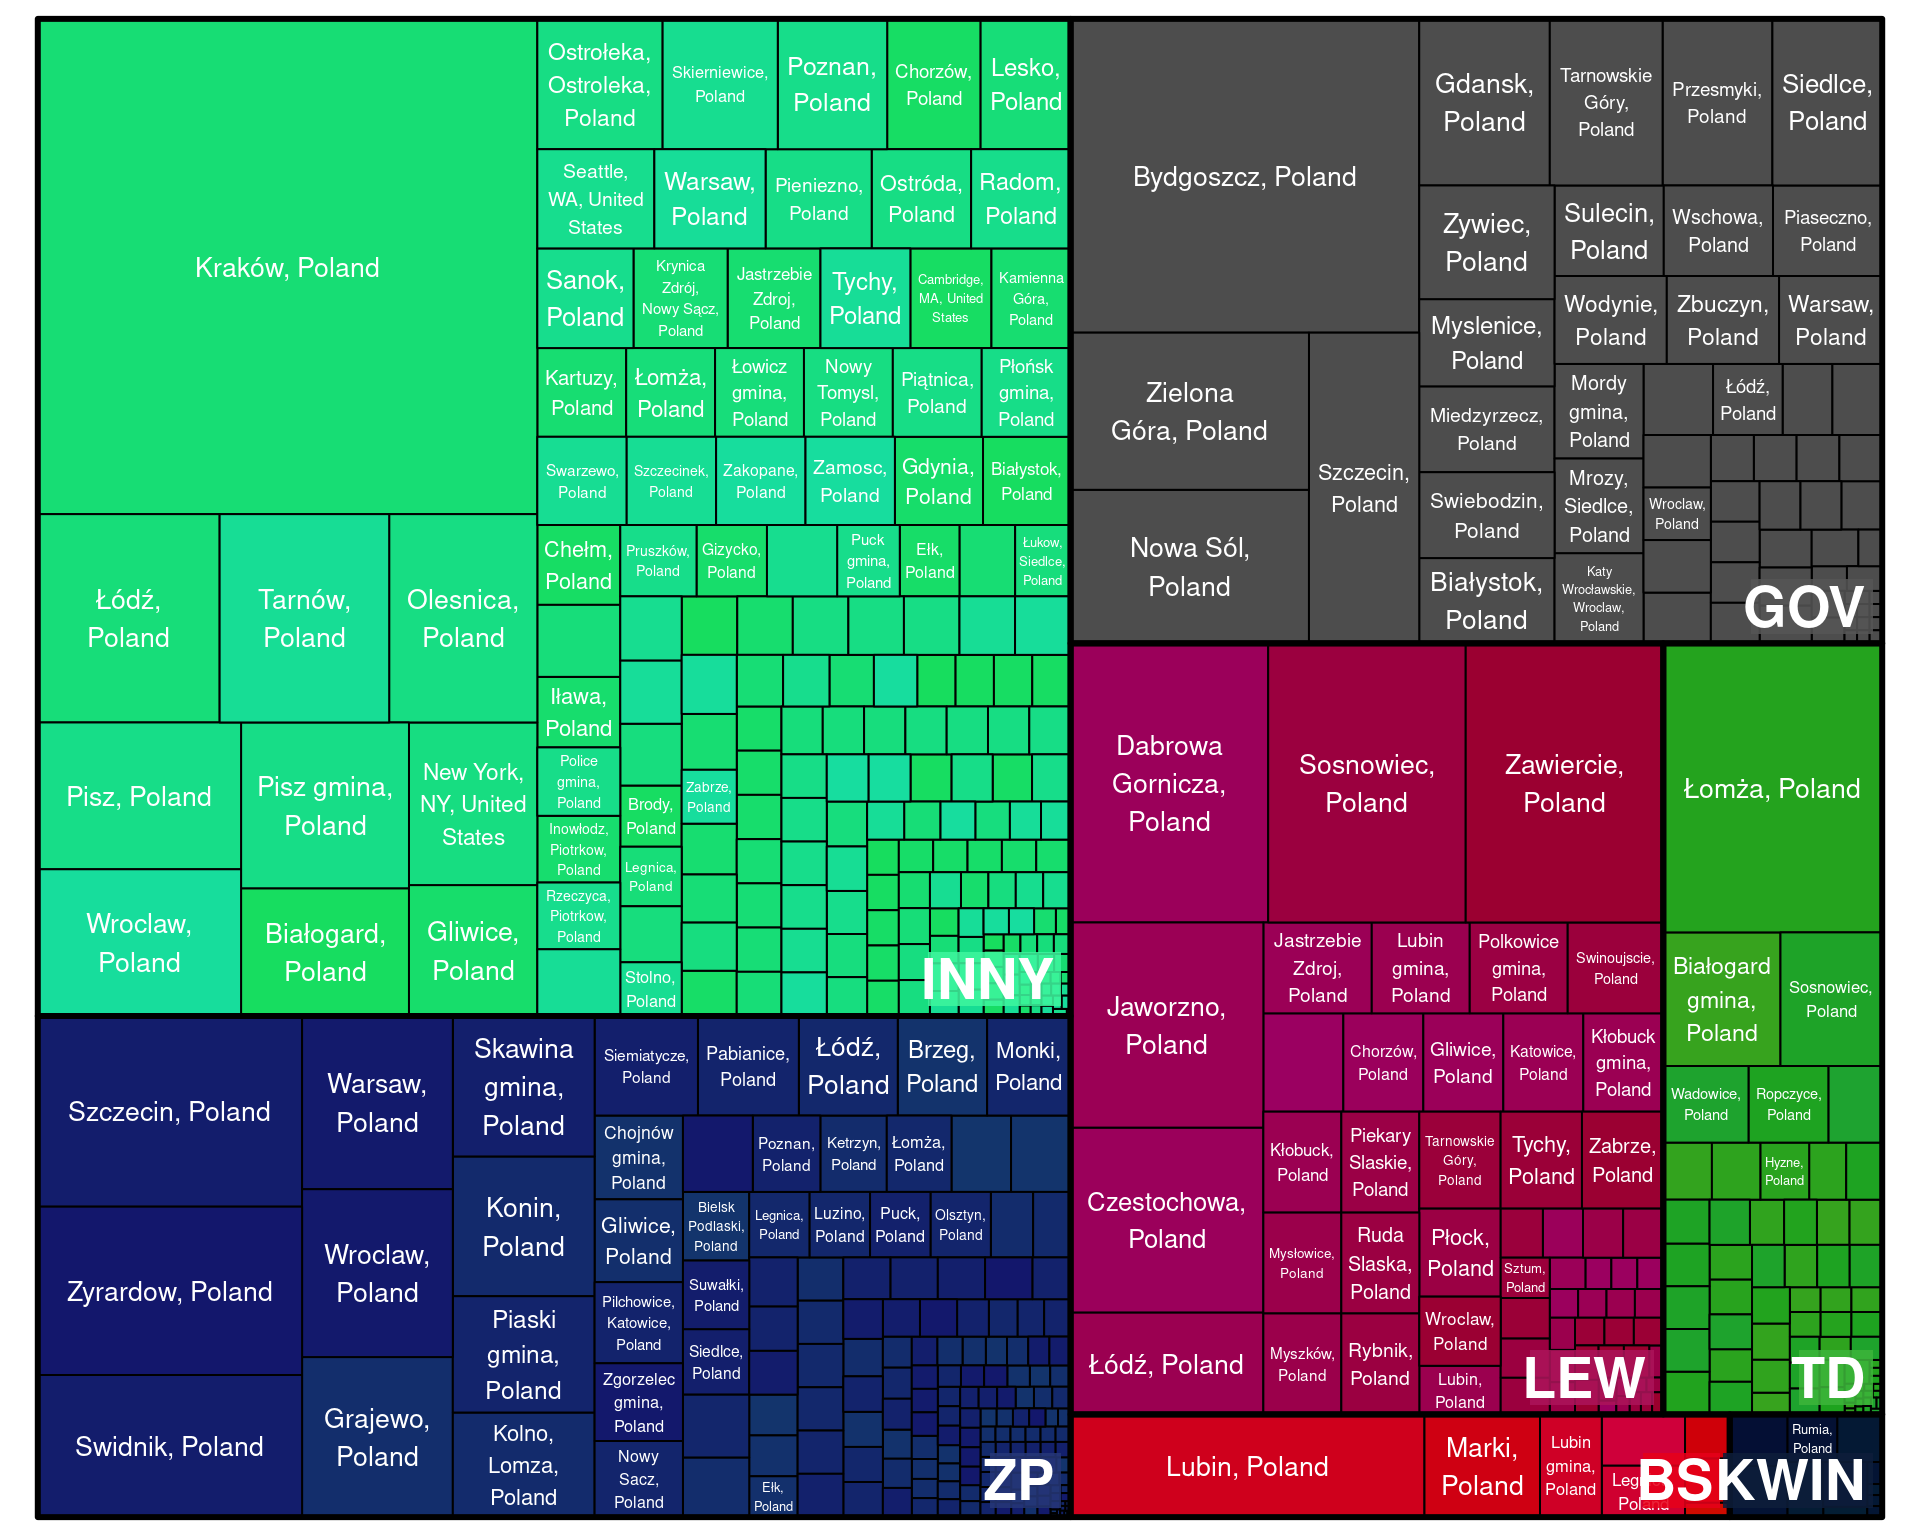 Kraków, Poland
Łódź,
Poland
Tarnów,
Poland
Olesnica,
Poland
Pisz, Poland
Pisz gmina,
Poland
New York,
NY, United
States
Wroclaw,
Poland
Białogard,
Poland
Gliwice,
Poland
Ostrołeka,
Ostroleka,
Poland
Skierniewice,
Poland
Poznan,
Poland
Chorzów,
Poland
Lesko,
Poland
Seattle,
WA, United
States
Warsaw,
Poland
Pieniezno,
Poland
Ostróda,
Poland
Radom,
Poland
Sanok,
Poland
Krynica
Zdrój,
Nowy Sącz,
Poland
Jastrzebie
Zdroj,
Poland
Tychy,
Poland
Cambridge,
MA, United
States
Kamienna
Góra,
Poland
Kartuzy,
Poland
Łomża,
Poland
Łowicz
gmina,
Poland
Nowy
Tomysl,
Poland
Piątnica,
Poland
Płońsk
gmina,
Poland
Swarzewo,
Poland
Szczecinek,
Poland
Zakopane,
Poland
Zamosc,
Poland
Gdynia,
Poland
Białystok,
Poland
Chełm,
Poland
Pruszków,
Poland
Gizycko,
Poland
Puck
gmina,
Poland
Ełk,
Poland
Łukow,
Siedlce,
Poland
Iława,
Poland
Police
gmina,
Poland
Zabrze,
Poland
Brody,
Poland
Inowłodz,
Piotrkow,
Poland
Legnica,
Poland
Rzeczyca,
Piotrkow,
Poland
Stolno,
Poland
INNY
Bydgoszcz, Poland
Zielona
Góra, Poland
Nowa Sól,
Poland
Szczecin,
Poland
Gdansk,
Poland
Tarnowskie
Góry,
Poland
Przesmyki,
Poland
Siedlce,
Poland
Zywiec,
Poland
Sulecin,
Poland
Wschowa,
Poland
Piaseczno,
Poland
Myslenice,
Poland
Wodynie,
Poland
Zbuczyn,
Poland
Warsaw,
Poland
Miedzyrzecz,
Poland
Mordy
gmina,
Poland
Łódź,
Poland
Swiebodzin,
Poland
Mrozy,
Siedlce,
Poland
Wroclaw,
Poland
Białystok,
Poland
Katy
Wrocławskie,
Wroclaw,
Poland
GOV
Szczecin, Poland
Zyrardow, Poland
Swidnik, Poland
Warsaw,
Poland
Wroclaw,
Poland
Grajewo,
Poland
Skawina
gmina,
Poland
Konin,
Poland
Piaski
gmina,
Poland
Kolno,
Lomza,
Poland
Siemiatycze,
Poland
Pabianice,
Poland
Łódź,
Poland
Brzeg,
Poland
Monki,
Poland
Chojnów
gmina,
Poland
Poznan,
Poland
Ketrzyn,
Poland
Łomża,
Poland
Gliwice,
Poland
Bielsk
Podlaski,
Poland
Legnica,
Poland
Luzino,
Poland
Puck,
Poland
Olsztyn,
Poland
Pilchowice,
Katowice,
Poland
Suwałki,
Poland
Siedlce,
Poland
Zgorzelec
gmina,
Poland
Nowy
Sacz,
Poland
Ełk,
Poland
ZP
Dabrowa
Gornicza,
Poland
Sosnowiec,
Poland
Zawiercie,
Poland
Jaworzno,
Poland
Czestochowa,
Poland
Łódź, Poland
Jastrzebie
Zdroj,
Poland
Lubin
gmina,
Poland
Polkowice
gmina,
Poland
Swinoujscie,
Poland
Chorzów,
Poland
Gliwice,
Poland
Katowice,
Poland
Kłobuck
gmina,
Poland
Kłobuck,
Poland
Piekary
Slaskie,
Poland
Tarnowskie
Góry,
Poland
Tychy,
Poland
Zabrze,
Poland
Mysłowice,
Poland
Ruda
Slaska,
Poland
Płock,
Poland
Sztum,
Poland
Myszków,
Poland
Rybnik,
Poland
Wroclaw,
Poland
Lubin,
Poland
LEW
Łomża, Poland
Białogard
gmina,
Poland
Sosnowiec,
Poland
Wadowice,
Poland
Ropczyce,
Poland
Hyzne,
Poland
TD
Lubin, Poland
Marki,
Poland
Lubin
gmina,
Poland
Rumia,
Poland
BSKWIN